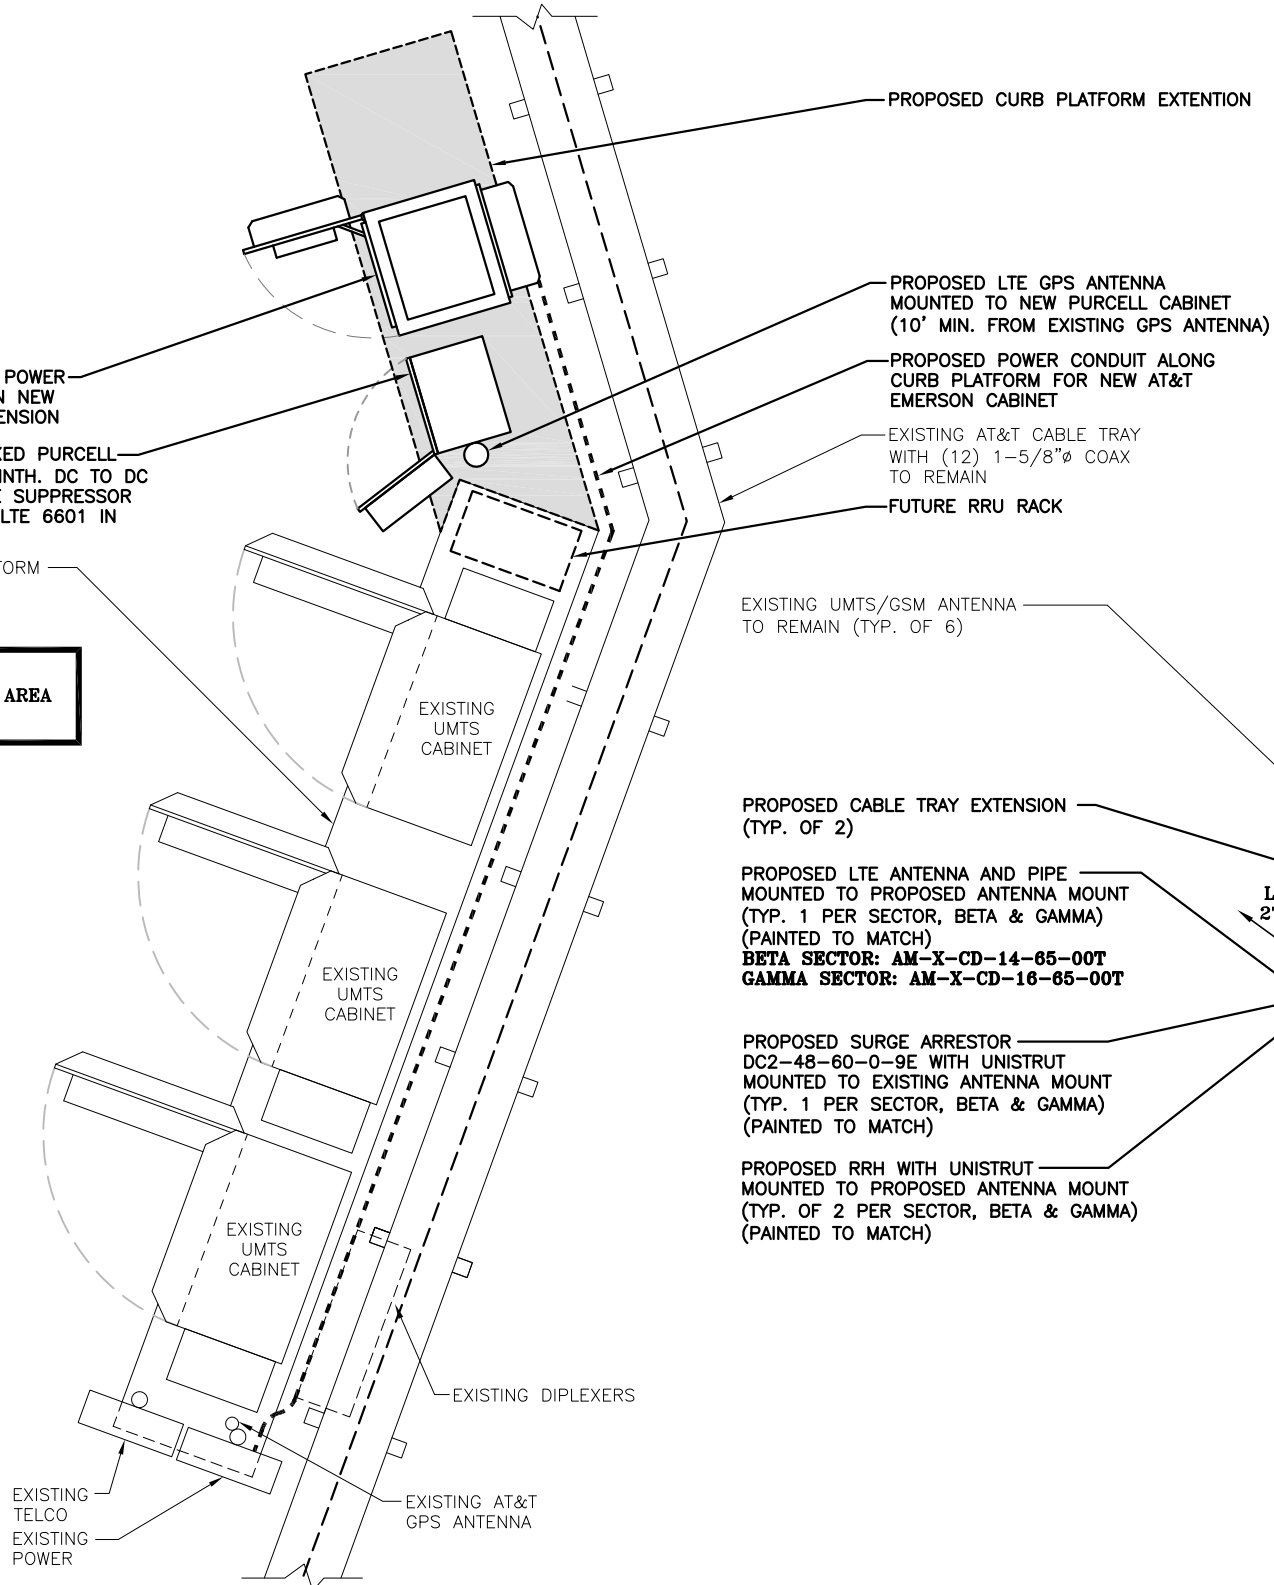 PROPOSED CURB PLATFORM EXTENTION
PROPOSED LTE GPS ANTENNA
MOUNTED TO NEW PURCELL CABINET
(10' MIN. FROM EXISTING GPS ANTENNA)
PROPOSED POWER CONDUIT ALONG
CURB PLATFORM FOR NEW AT&T
EMERSON CABINET
EXISTING AT&T CABLE TRAY
WITH (12) 1-5/8"ø COAX
TO REMAIN
FUTURE RRU RACK
POWER
N NEW
ENSION
XED PURCELL
INTH. DC TO DC
E SUPPRESSOR
LTE 6601 IN
FORM
AREA
EXISTING UMTS/GSM ANTENNA
TO REMAIN (TYP. OF 6)
EXISTING
UMTS
CABINET
EXISTING
UMTS
CABINET
EXISTING
UMTS
CABINET
PROPOSED CABLE TRAY EXTENSION
(TYP. OF 2)
PROPOSED LTE ANTENNA AND PIPE
MOUNTED TO PROPOSED ANTENNA MOUNT
(TYP. 1 PER SECTOR, BETA & GAMMA)
(PAINTED TO MATCH)
BETA SECTOR: AM-X-CD-14-65-00T
GAMMA SECTOR: AM-X-CD-16-65-00T
L
2'
PROPOSED SURGE ARRESTOR
DC2-48-60-0-9E WITH UNISTRUT
MOUNTED TO EXISTING ANTENNA MOUNT
(TYP. 1 PER SECTOR, BETA & GAMMA)
(PAINTED TO MATCH)
PROPOSED RRH WITH UNISTRUT
MOUNTED TO PROPOSED ANTENNA MOUNT
(TYP. OF 2 PER SECTOR, BETA & GAMMA)
(PAINTED TO MATCH)
EXISTING DIPLEXERS
EXISTING AT&T
GPS ANTENNA
EXISTING
TELCO
EXISTING
POWER